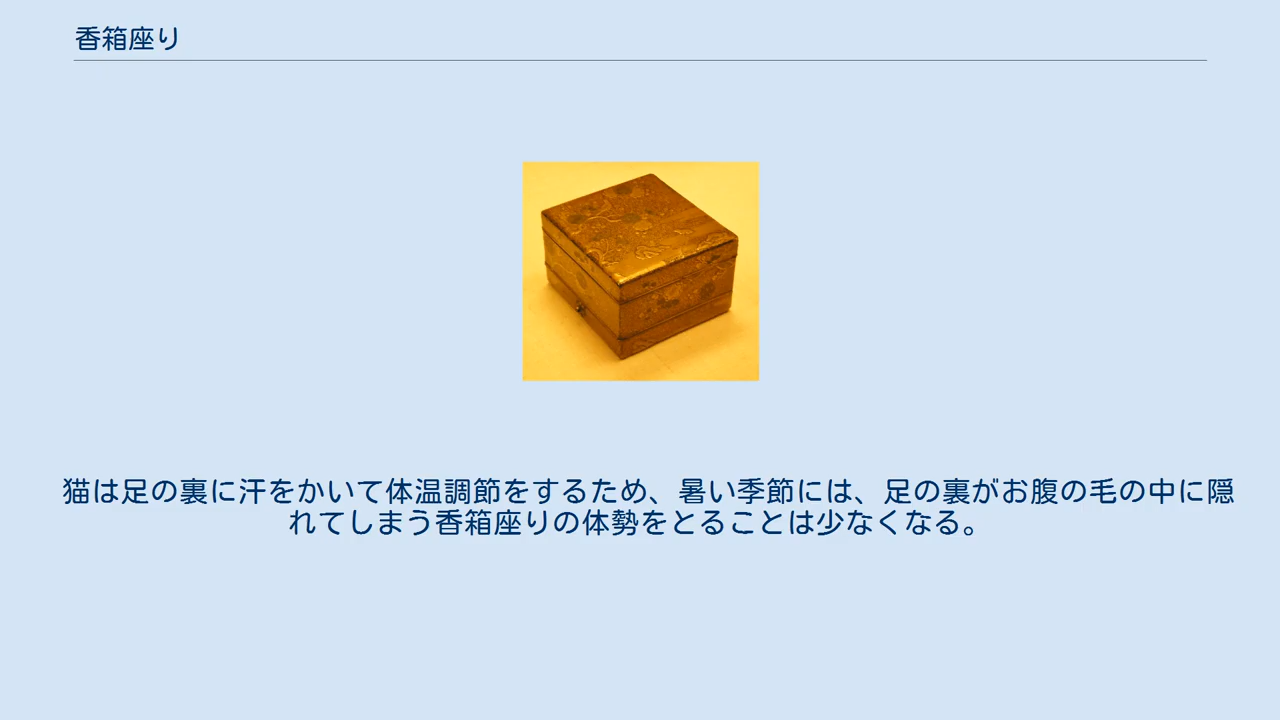 香箱座り
猫は足の裏に汗をかいて体温調節をするため、暑い季節には、足の裏がお腹の毛の中に隠
れてしまう香箱座りの体勢をとることは少なくなる。